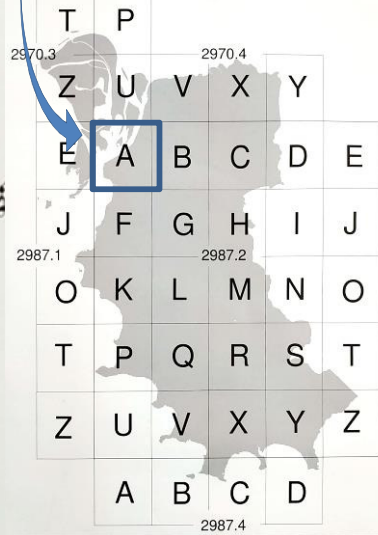 T P
2970.3 2970.4
Z U V X Y
E A B C D E
J F G H I J
2987.1 2987.2
O K L M N O
T P Q R S T
Z U V X Y Z
A B C D
2987.4